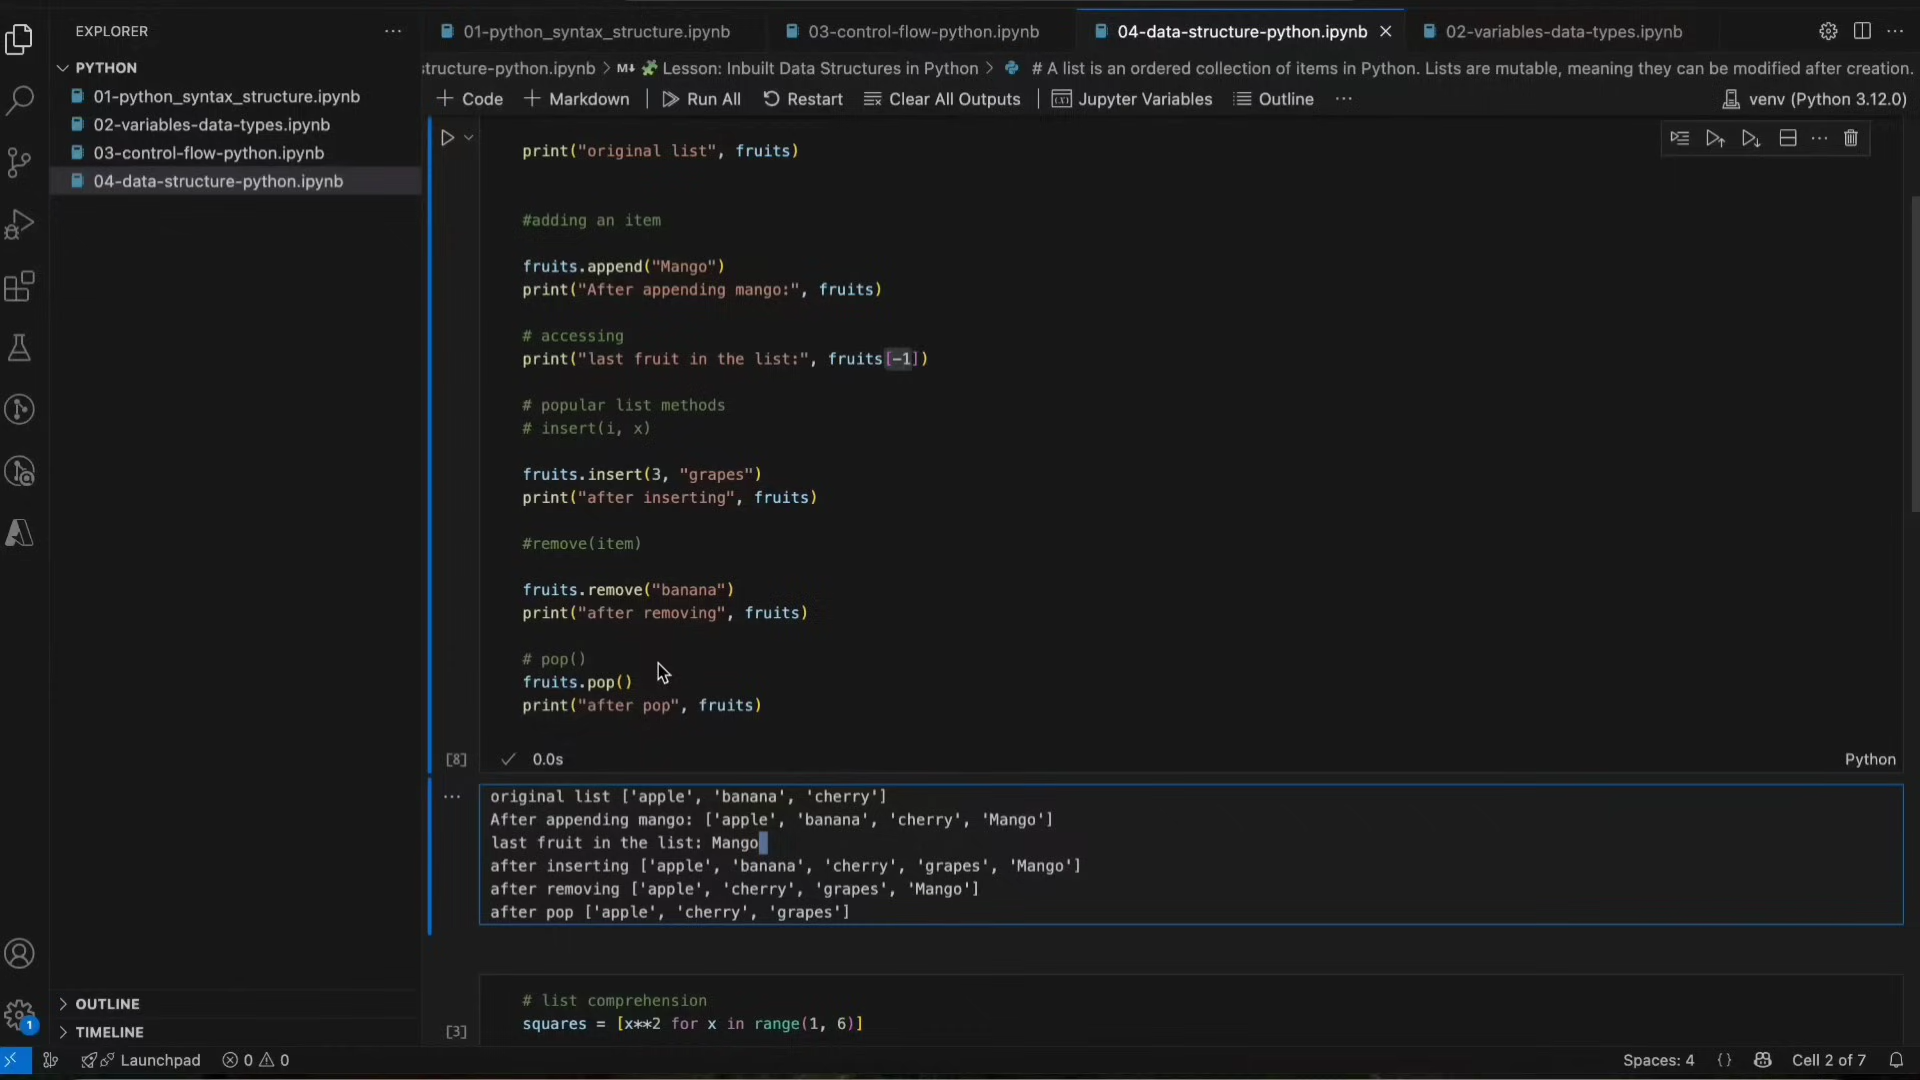 EXPLORER
01-python_syntax_structure.ipynb
03-control-flow-python.ipynb
04-data-structure-python.ipynb
02-variables-data-types.ipynb
PYTHON
01-python_syntax_structure.ipynb
02-variables-data-types.ipynb
03-control-flow-python.ipynb
04-data-structure-python.ipynb
structure-python.ipynb > M↓ Lesson: Inbuilt Data Structures in Python > # A list is an ordered collection of items in Python. Lists are mutable, meaning they can be modified after creation.
+ Code + Markdown | Run All Restart Clear All Outputs | Jupyter Variables Outline ... venv (Python 3.12.0)
print("original list", fruits)
#adding an item
fruits.append("Mango")
print("After appending mango:", fruits)
# accessing
print("last fruit in the list:", fruits[-1])
# popular list methods
# insert(i, x)
fruits.insert(3, "grapes")
print("after inserting", fruits)
#remove(item)
fruits.remove("banana")
print("after removing", fruits)
# pop()
fruits.pop()
print("after pop", fruits)
[8] ✓ 0.0s Python
original list ['apple', 'banana', 'cherry']
After appending mango: ['apple', 'banana', 'cherry', 'Mango']
last fruit in the list: Mango
after inserting ['apple', 'banana', 'cherry', 'grapes', 'Mango']
after removing ['apple', 'cherry', 'grapes', 'Mango']
after pop ['apple', 'cherry', 'grapes']
# list comprehension
squares = [x**2 for x in range(1, 6)]
[3]
OUTLINE
TIMELINE
1
Launchpad 0 0 Spaces: 4 {} Cell 2 of 7